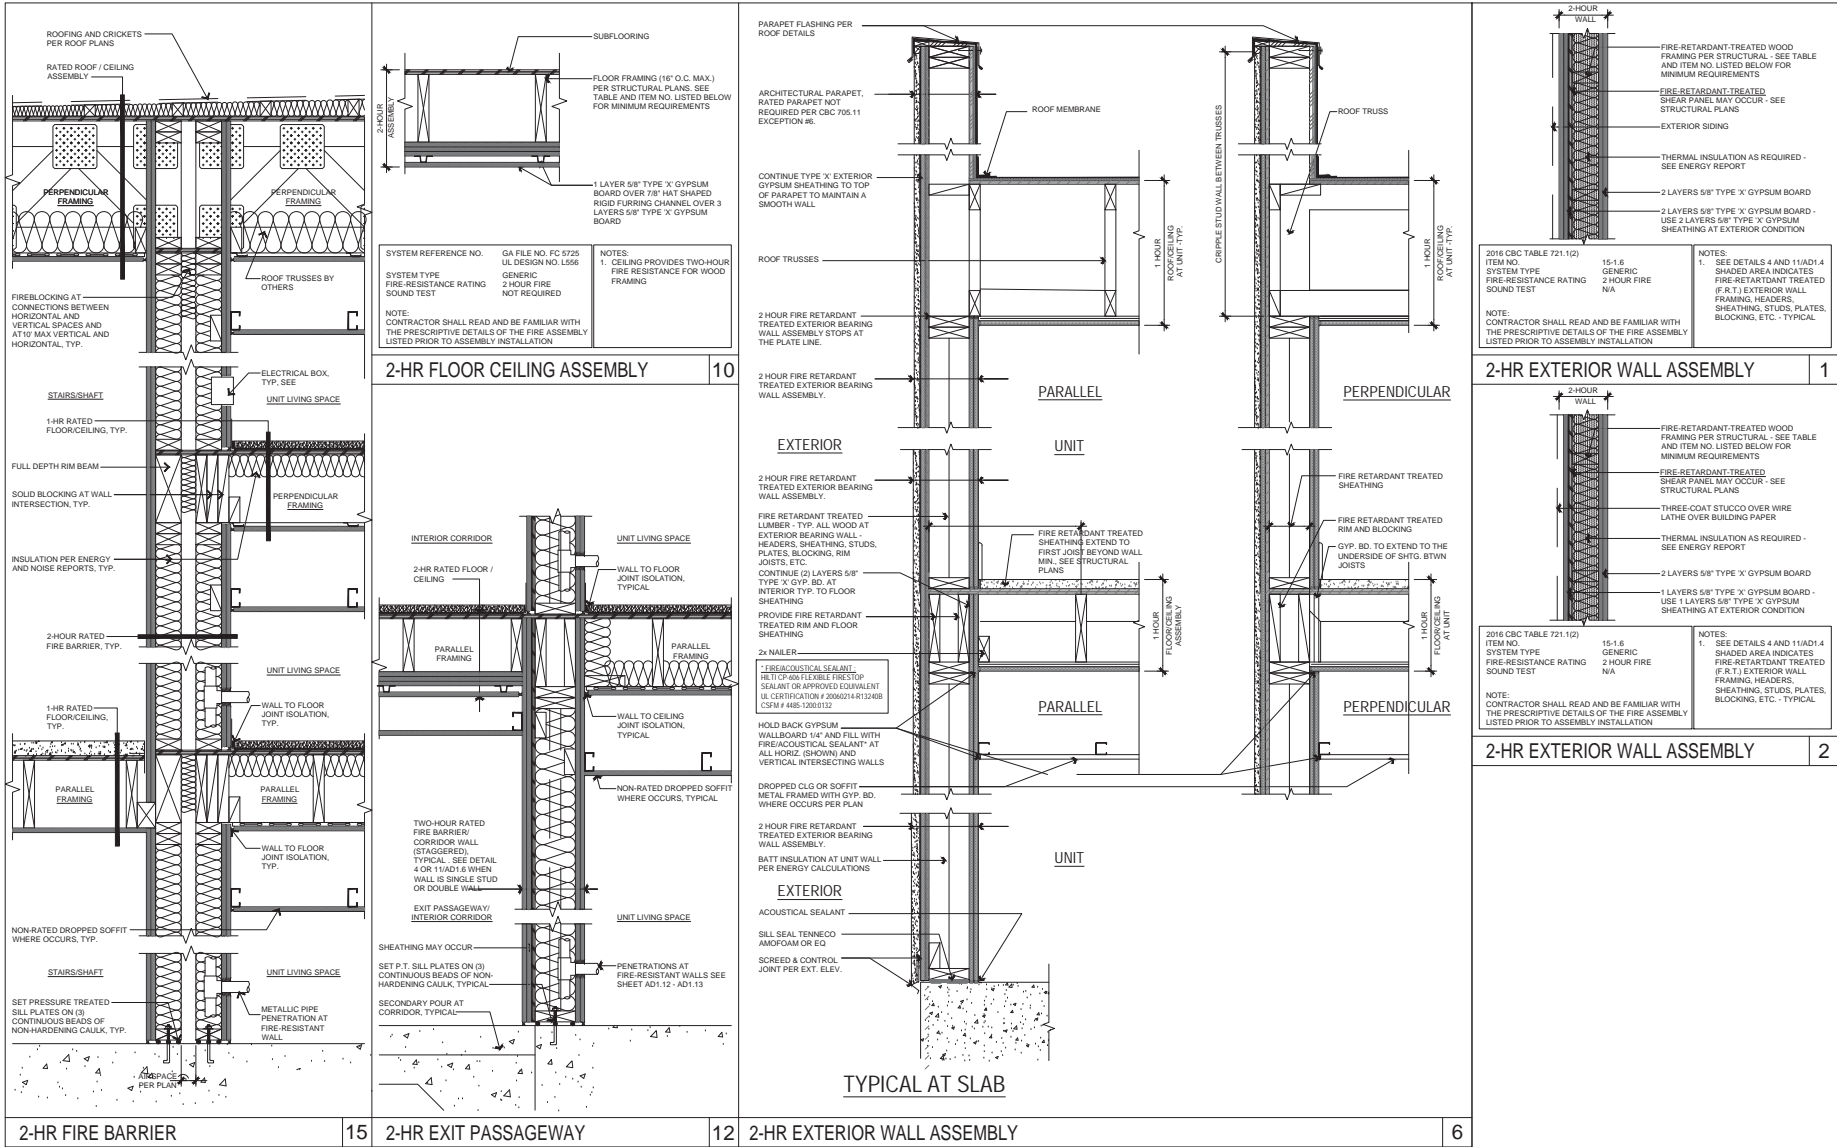 ROOFING AND CRICKETS
PER ROOF PLANS
RATED ROOF / CEILING
ASSEMBLY
PERPENDICULAR
FRAMING
PERPENDICULAR
FRAMING
ROOF TRUSSES BY
OTHERS
FIREBLOCKING AT
CONNECTIONS BETWEEN
HORIZONTAL AND
VERTICAL SPACES AND
AT10' MAX VERTICAL AND
HORIZONTAL, TYP.
ELECTRICAL BOX,
TYP, SEE
STAIRS/SHAFT
UNIT LIVING SPACE
1-HR RATED
FLOOR/CEILING, TYP.
FULL DEPTH RIM BEAM
SOLID BLOCKING AT WALL
INTERSECTION, TYP.
PERPENDICULAR
FRAMING
INSULATION PER ENERGY
AND NOISE REPORTS, TYP.
2-HOUR RATED
FIRE BARRIER, TYP.
UNIT LIVING SPACE
1-HR RATED
FLOOR/CEILING,
TYP.
WALL TO FLOOR
JOINT ISOLATION,
TYP.
PARALLEL
FRAMING
PARALLEL
FRAMING
WALL TO FLOOR
JOINT ISOLATION,
TYP.
NON-RATED DROPPED SOFFIT
WHERE OCCURS, TYP.
STAIRS/SHAFT
UNIT LIVING SPACE
SET PRESSURE TREATED
SILL PLATES ON (3)
CONTINUOUS BEADS OF
NON-HARDENING CAULK, TYP.
METALLIC PIPE
PENETRATION AT
FIRE-RESISTANT
WALL
AIRSPACE
PER PLAN
2-HR FIRE BARRIER
15
SUBFLOORING
2-HOUR
ASSEMBLY
FLOOR FRAMING (16" O.C. MAX.)
PER STRUCTURAL PLANS. SEE
TABLE AND ITEM NO. LISTED BELOW
FOR MINIMUM REQUIREMENTS
1 LAYER 5/8" TYPE 'X' GYPSUM
BOARD OVER 7/8" HAT SHAPED
RIGID FURRING CHANNEL OVER 3
LAYERS 5/8" TYPE 'X' GYPSUM
BOARD
SYSTEM REFERENCE NO. GA FILE NO. FC 5725
UL DESIGN NO. L556
SYSTEM TYPE GENERIC
FIRE-RESISTANCE RATING 2 HOUR FIRE
SOUND TEST NOT REQUIRED
NOTE:
CONTRACTOR SHALL READ AND BE FAMILIAR WITH
THE PRESCRIPTIVE DETAILS OF THE FIRE ASSEMBLY
LISTED PRIOR TO ASSEMBLY INSTALLATION
NOTES:
1. CEILING PROVIDES TWO-HOUR
FIRE RESISTANCE FOR WOOD
FRAMING
2-HR FLOOR CEILING ASSEMBLY
10
INTERIOR CORRIDOR
UNIT LIVING SPACE
2-HR RATED FLOOR /
CEILING
WALL TO FLOOR
JOINT ISOLATION,
TYPICAL
PARALLEL
FRAMING
PARALLEL
FRAMING
WALL TO CEILING
JOINT ISOLATION,
TYPICAL
NON-RATED DROPPED SOFFIT
WHERE OCCURS, TYPICAL
TWO-HOUR RATED
FIRE BARRIER/
CORRIDOR WALL
(STAGGERED),
TYPICAL . SEE DETAIL
4 OR 11/AD1.6 WHEN
WALL IS SINGLE STUD
OR DOUBLE WALL
EXIT PASSAGEWAY/
INTERIOR CORRIDOR
UNIT LIVING SPACE
SHEATHING MAY OCCUR
SET P.T. SILL PLATES ON (3)
CONTINUOUS BEADS OF NON-
HARDENING CAULK, TYPICAL
PENETRATIONS AT
FIRE-RESISTANT WALLS SEE
SHEET AD1.12 - AD1.13
SECONDARY POUR AT
CORRIDOR, TYPICAL
2-HR EXIT PASSAGEWAY
12
PARAPET FLASHING PER
ROOF DETAILS
ARCHITECTURAL PARAPET,
RATED PARAPET NOT
REQUIRED PER CBC 705.11
EXCEPTION #6.
ROOF MEMBRANE
ROOF TRUSS
CRIPPLE STUD WALL BETWEEN TRUSSES
CONTINUE TYPE 'X' EXTERIOR
GYPSUM SHEATHING TO TOP
OF PARAPET TO MAINTAIN A
SMOOTH WALL
1 HOUR
ROOF/CEILING
AT UNIT -TYP.
1 HOUR
ROOF/CEILING
AT UNIT -TYP.
ROOF TRUSSES
2 HOUR FIRE RETARDANT
TREATED EXTERIOR BEARING
WALL ASSEMBLY STOPS AT
THE PLATE LINE.
2 HOUR FIRE RETARDANT
TREATED EXTERIOR BEARING
WALL ASSEMBLY.
PARALLEL
PERPENDICULAR
EXTERIOR
UNIT
2 HOUR FIRE RETARDANT
TREATED EXTERIOR BEARING
WALL ASSEMBLY.
FIRE RETARDANT TREATED
SHEATHING
FIRE RETARDANT TREATED
LUMBER - TYP. ALL WOOD AT
EXTERIOR BEARING WALL -
HEADERS, SHEATHING, STUDS,
PLATES, BLOCKING, RIM
JOISTS, ETC.
FIRE RETARDANT TREATED
SHEATHING EXTEND TO
FIRST JOIST BEYOND WALL
MIN., SEE STRUCTURAL
PLANS
FIRE RETARDANT TREATED
RIM AND BLOCKING
GYP. BD. TO EXTEND TO THE
UNDERSIDE OF SHTG. BTWN
JOISTS
CONTINUE (2) LAYERS 5/8"
TYPE 'X' GYP. BD. AT
INTERIOR TYP. TO FLOOR
SHEATHING
PROVIDE FIRE RETARDANT
TREATED RIM AND FLOOR
SHEATHING
1 HOUR
FLOOR/CEILING
ASSEMBLY
1 HOUR
FLOOR/CEILING
AT UNIT
2x NAILER
* FIRE/ACOUSTICAL SEALANT :
HILTI CP-606 FLEXIBLE FIRESTOP
SEALANT OR APPROVED EQUIVALENT
UL CERTIFICATION # 20060214-R13240B
CSFM # 4485-1200:0132
HOLD BACK GYPSUM
WALLBOARD 1/4" AND FILL WITH
FIRE/ACOUSTICAL SEALANT* AT
ALL HORIZ. (SHOWN) AND
VERTICAL INTERSECTING WALLS
PARALLEL
PERPENDICULAR
DROPPED CLG OR SOFFIT
METAL FRAMED WITH GYP. BD.
WHERE OCCURS PER PLAN
2 HOUR FIRE RETARDANT
TREATED EXTERIOR BEARING
WALL ASSEMBLY.
BATT INSULATION AT UNIT WALL
PER ENERGY CALCULATIONS
UNIT
EXTERIOR
ACOUSTICAL SEALANT
SILL SEAL TENNECO
AMOFOAM OR EQ
SCREED & CONTROL
JOINT PER EXT. ELEV.
TYPICAL AT SLAB
2-HR EXTERIOR WALL ASSEMBLY
6
2-HOUR
WALL
FIRE-RETARDANT-TREATED WOOD
FRAMING PER STRUCTURAL - SEE TABLE
AND ITEM NO. LISTED BELOW FOR
MINIMUM REQUIREMENTS
FIRE-RETARDANT-TREATED
SHEAR PANEL MAY OCCUR - SEE
STRUCTURAL PLANS
EXTERIOR SIDING
THERMAL INSULATION AS REQUIRED -
SEE ENERGY REPORT
2 LAYERS 5/8" TYPE 'X' GYPSUM BOARD
2 LAYERS 5/8" TYPE 'X' GYPSUM BOARD -
USE 2 LAYERS 5/8" TYPE 'X' GYPSUM
SHEATHING AT EXTERIOR CONDITION
2016 CBC TABLE 721.1(2)
ITEM NO. 15-1.6
SYSTEM TYPE GENERIC
FIRE-RESISTANCE RATING 2 HOUR FIRE
SOUND TEST N/A
NOTE:
CONTRACTOR SHALL READ AND BE FAMILIAR WITH
THE PRESCRIPTIVE DETAILS OF THE FIRE ASSEMBLY
LISTED PRIOR TO ASSEMBLY INSTALLATION
NOTES:
1. SEE DETAILS 4 AND 11/AD1.4
SHADED AREA INDICATES
FIRE-RETARTDANT TREATED
(F.R.T.) EXTERIOR WALL
FRAMING, HEADERS,
SHEATHING, STUDS, PLATES,
BLOCKING, ETC. - TYPICAL
2-HR EXTERIOR WALL ASSEMBLY
1
2-HOUR
WALL
FIRE-RETARDANT-TREATED WOOD
FRAMING PER STRUCTURAL - SEE TABLE
AND ITEM NO. LISTED BELOW FOR
MINIMUM REQUIREMENTS
FIRE-RETARDANT-TREATED
SHEAR PANEL MAY OCCUR - SEE
STRUCTURAL PLANS
THREE-COAT STUCCO OVER WIRE
LATHE OVER BUILDING PAPER
THERMAL INSULATION AS REQUIRED -
SEE ENERGY REPORT
2 LAYERS 5/8" TYPE 'X' GYPSUM BOARD
1 LAYERS 5/8" TYPE 'X' GYPSUM BOARD -
USE 1 LAYERS 5/8" TYPE 'X' GYPSUM
SHEATHING AT EXTERIOR CONDITION
2016 CBC TABLE 721.1(2)
ITEM NO. 15-1.6
SYSTEM TYPE GENERIC
FIRE-RESISTANCE RATING 2 HOUR FIRE
SOUND TEST N/A
NOTE:
CONTRACTOR SHALL READ AND BE FAMILIAR WITH
THE PRESCRIPTIVE DETAILS OF THE FIRE ASSEMBLY
LISTED PRIOR TO ASSEMBLY INSTALLATION
NOTES:
1. SEE DETAILS 4 AND 11/AD1.4
SHADED AREA INDICATES
FIRE-RETARTDANT TREATED
(F.R.T.) EXTERIOR WALL
FRAMING, HEADERS,
SHEATHING, STUDS, PLATES,
BLOCKING, ETC. - TYPICAL
2-HR EXTERIOR WALL ASSEMBLY
2